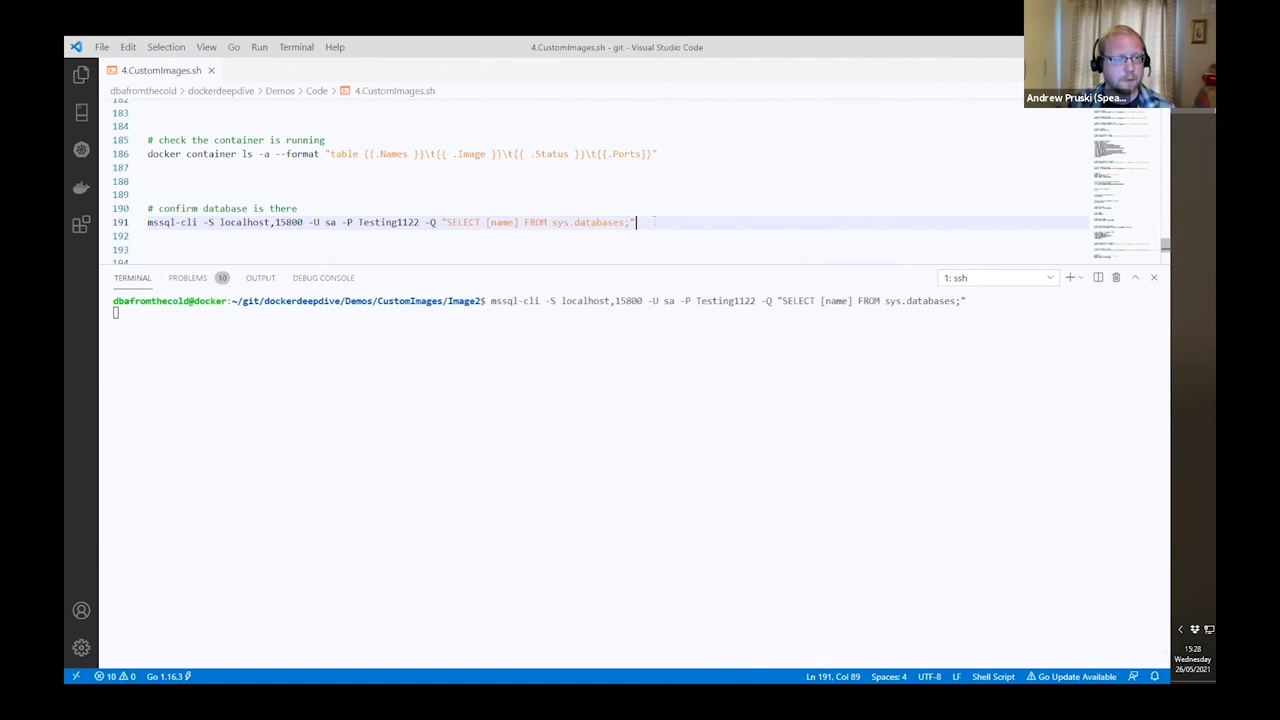 File Edit Selection View Go Run Terminal Help
4.CustomImages.sh - git - Visual Studio Code
4.CustomImages.sh
dbafromthecold > dockerdeepdive > Demos > Code > 4.CustomImages.sh
Andrew Pruski (Spea...
182
183
184
185 # check the container is running
186 docker container ls -a --format "table {{.Names }}\t{{ .Image }}\t{{ .Status }}\t{{.Ports}}"
187
188
189
190 # confirm database is there
191 mssql-cli -S localhost,15800 -U sa -P Testing1122 -Q "SELECT [name] FROM sys.databases;"
192
193
194
TERMINAL PROBLEMS 10 OUTPUT DEBUG CONSOLE 1: ssh
dbafromthecold@docker:~/git/dockerdeepdive/Demos/CustomImages/Image2$ mssql-cli -S localhost,15800 -U sa -P Testing1122 -Q "SELECT [name] FROM sys.databases;"
15:28
Wednesday
26/05/2021
10 0 Go 1.16.3 Ln 191, Col 89 Spaces: 4 UTF-8 LF Shell Script Go Update Available